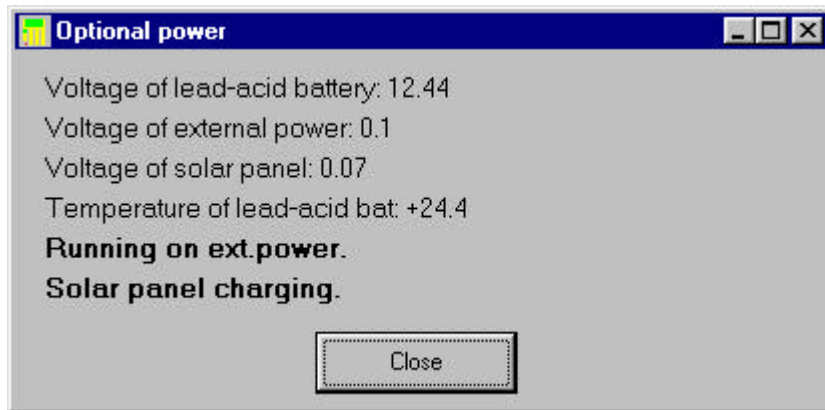 Optional power
Voltage of lead-acid battery: 12.44
Voltage of external power: 0.1
Voltage of solar panel: 0.07
Temperature of lead-acid bat: +24.4
Running on ext.power.
Solar panel charging.
Close